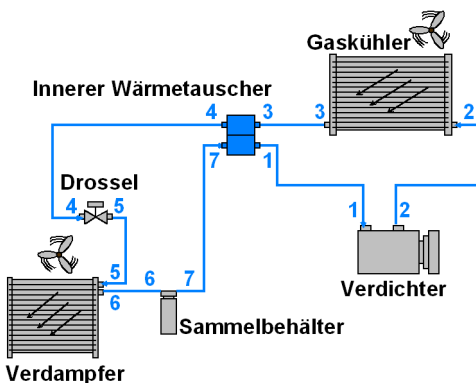 Gaskühler
Innerer Wärmetauscher
4 3 3 2
7 1
Drossel
4 5
1 2
5
6 6 7
Verdichter
Sammelbehälter
Verdampfer